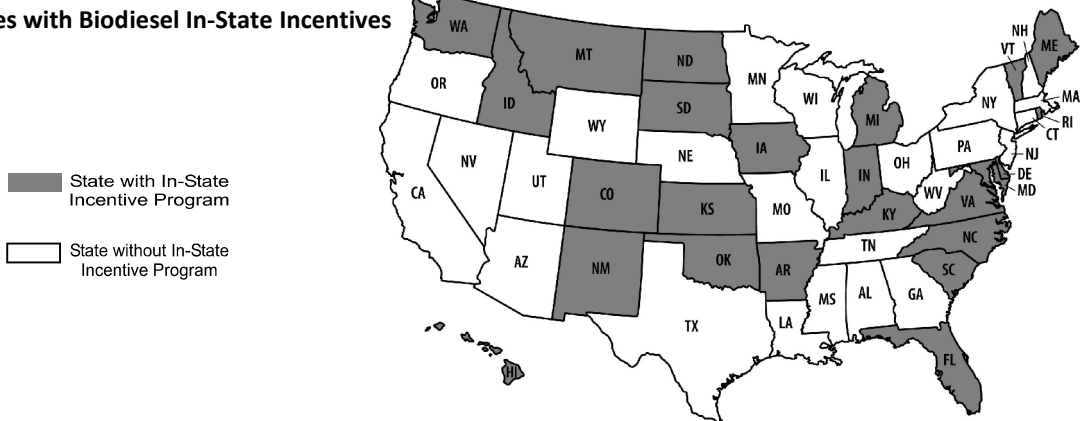 es with Biodiesel In-State Incentives
State with In-State
Incentive Program
State without In-State
Incentive Program
WA
MT
ND
MN
OR
ID
SD
WI
MI
WY
IA
NE
NV
UT
CO
CA
KS
MO
IL
IN
OH
PA
NY
VT
NH
ME
MA
RI
CT
NJ
DE
MD
WV
VA
KY
NC
TN
SC
AZ
NM
OK
AR
MS
AL
GA
TX
LA
FL
HI